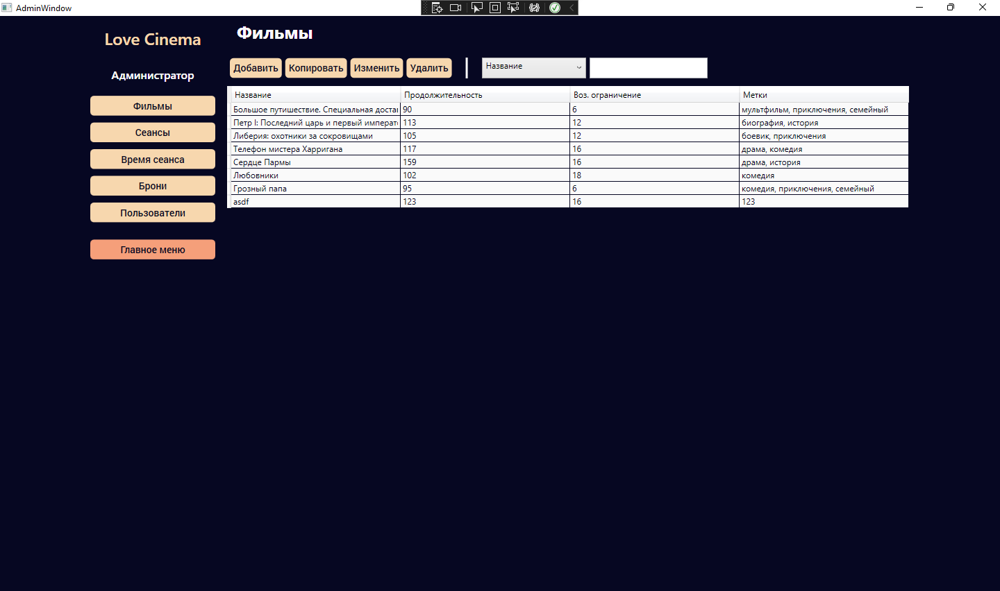 AdminWindow
Love Cinema
Администратор
Фильмы
Сеансы
Время сеанса
Брони
Пользователи
Главное меню
Фильмы
Добавить Копировать Изменить Удалить Название
Название Продолжительность Воз. ограничение Метки
Большое путишествие. Специальная 90 6 мультфильм, приключения, семейный
Петр I: Последний царь и первый 113 12 биография, история
Либерия: охотники за сокровищами 105 12 боевик, приключения
Телефон мистера Харригана 117 16 драма, комедия
Сердце Пармы 159 16 драма, история
Любовники 102 18 комедия
Грозный папа 95 6 комедия, приключения, семейный
asdf 123 16 123